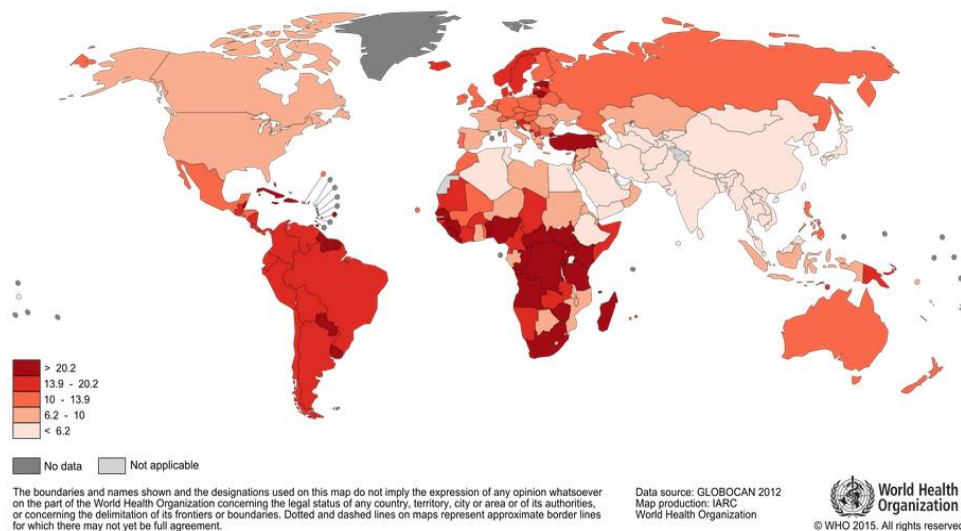 > 20.2
13.9 - 20.2
10 - 13.9
6.2 - 10
< 6.2
No data
Not applicable
The boundaries and names shown and the designations used on this map do not imply the expression of any opinion whatsoever
on the part of the World Health Organization concerning the legal status of any country, territory, city or area or of its authorities,
or concerning the delimitation of its frontiers or boundaries. Dotted and dashed lines on maps represent approximate border lines
for which there may not yet be full agreement.
Data source: GLOBOCAN 2012
Map production: IARC
World Health Organization
World Health
Organization
© WHO 2015. All rights reserve